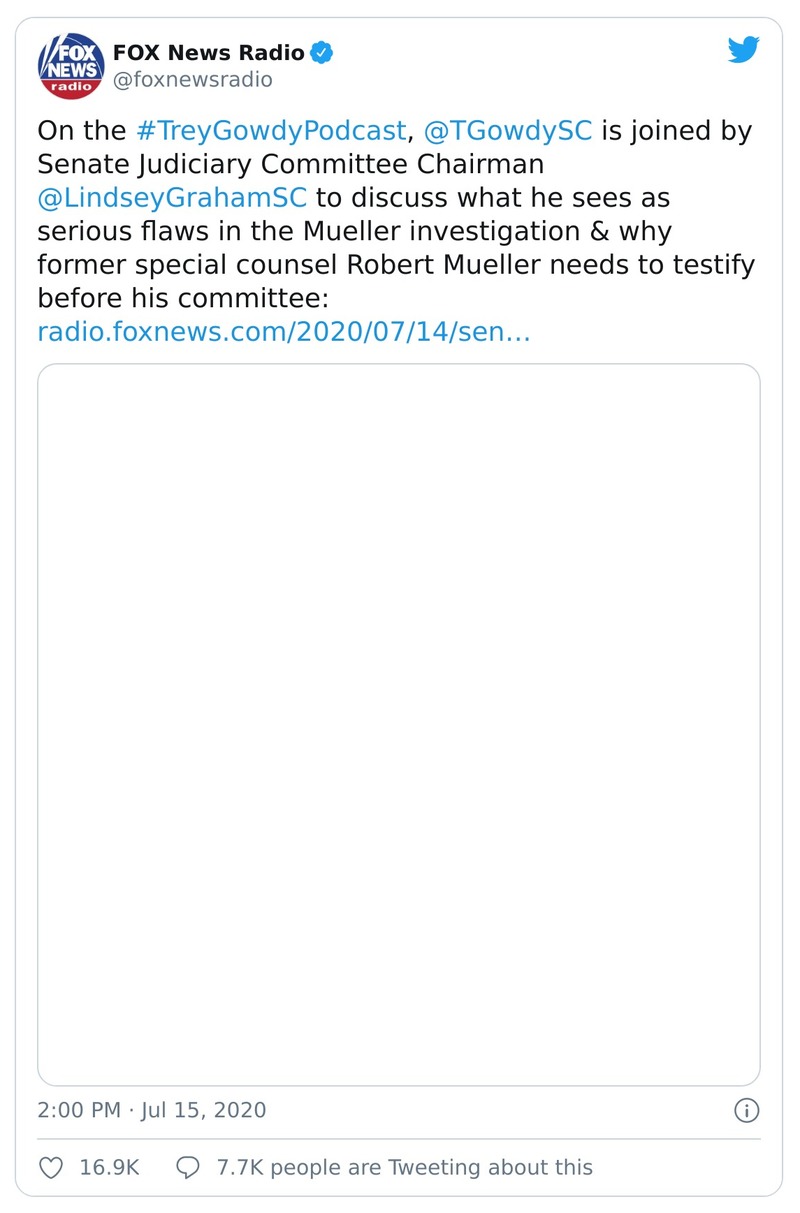 FOX
NEWS
radio
FOX News Radio
@foxnewsradio
On the #TreyGowdyPodcast, @TGowdySC is joined by
Senate Judiciary Committee Chairman
@LindseyGrahamSC to discuss what he sees as
serious flaws in the Mueller investigation & why
former special counsel Robert Mueller needs to testify
before his committee:
radio.foxnews.com/2020/07/14/sen…
2:00 PM · Jul 15, 2020
16.9K 7.7K people are Tweeting about this